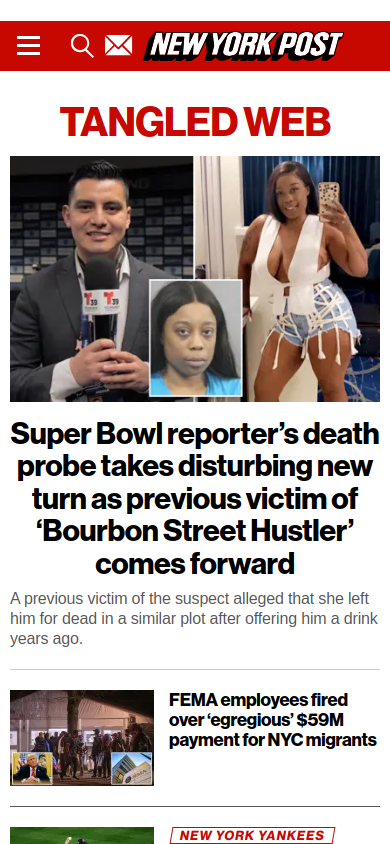 NEW YORK POST
TANGLED WEB
39
39
Super Bowl reporter’s death
probe takes disturbing new
turn as previous victim of
‘Bourbon Street Hustler’
comes forward
A previous victim of the suspect alleged that she left
him for dead in a similar plot after offering him a drink
years ago.
FEMA employees fired
over ‘egregious’ $59M
payment for NYC migrants
NEW YORK YANKEES